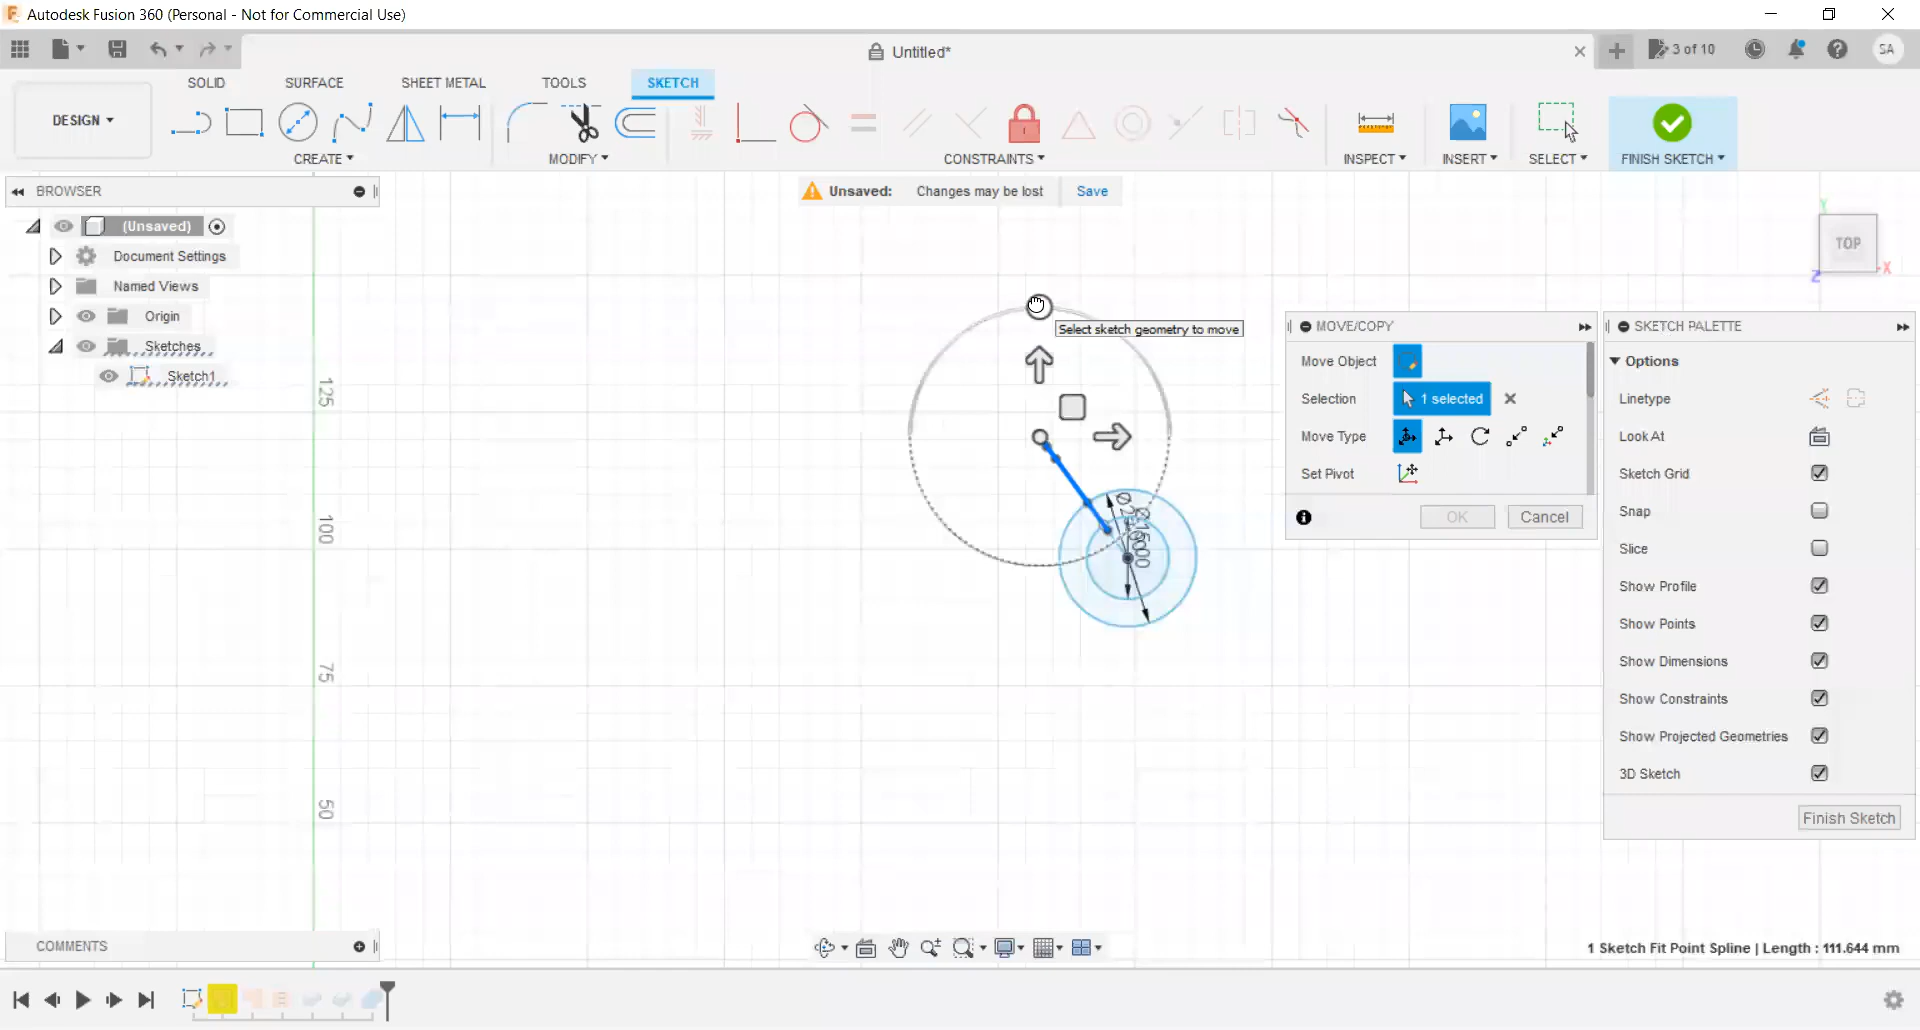 Autodesk Fusion 360 (Personal - Not for Commercial Use)
Untitled*
3 of 10
SA
SOLID
SURFACE
SHEET METAL
TOOLS
SKETCH
DESIGN
CREATE
MODIFY
CONSTRAINTS
INSPECT
INSERT
SELECT
FINISH SKETCH
BROWSER
Unsaved: Changes may be lost Save
(Unsaved)
Document Settings
Named Views
Origin
Sketches
Sketch1
Y
TOP
X
Z
Select sketch geometry to move
125
100
75
50
MOVE/COPY
Move Object
Selection 1 selected
Move Type
Set Pivot
OK Cancel
SKETCH PALETTE
Options
Linetype
Look At
Sketch Grid
Snap
Slice
Show Profile
Show Points
Show Dimensions
Show Constraints
Show Projected Geometries
3D Sketch
Finish Sketch
COMMENTS
1 Sketch Fit Point Spline | Length : 111.644 mm